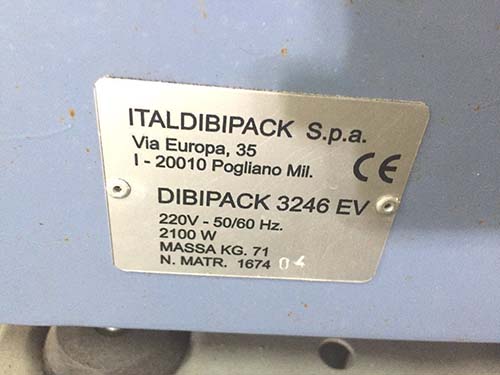 ITALDIBIPACK S.p.a.
Via Europa, 35
I - 20010 Pogliano Mil.
CE
DIBIPACK 3246 EV
220V - 50/60 Hz.
2100 W
MASSA KG. 71
N. MATR. 1674 04